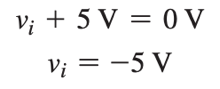 vᵢ + 5 V = 0 V
vᵢ = −5 V